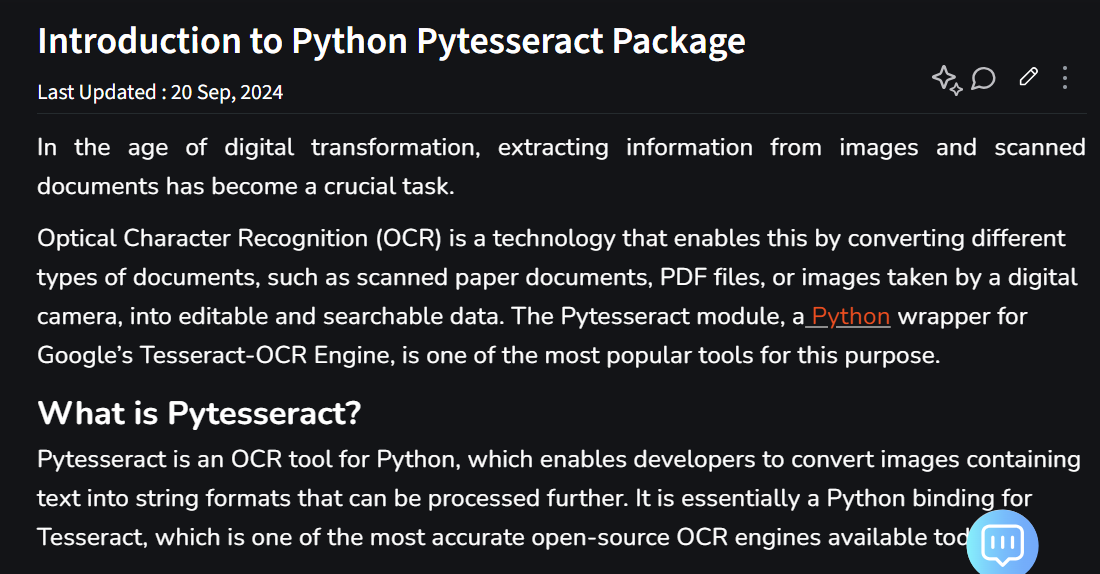 Introduction to Python Pytesseract Package
Last Updated : 20 Sep, 2024
In the age of digital transformation, extracting information from images and scanned
documents has become a crucial task.
Optical Character Recognition (OCR) is a technology that enables this by converting different
types of documents, such as scanned paper documents, PDF files, or images taken by a digital
camera, into editable and searchable data. The Pytesseract module, a Python wrapper for
Google’s Tesseract-OCR Engine, is one of the most popular tools for this purpose.
What is Pytesseract?
Pytesseract is an OCR tool for Python, which enables developers to convert images containing
text into string formats that can be processed further. It is essentially a Python binding for
Tesseract, which is one of the most accurate open-source OCR engines available